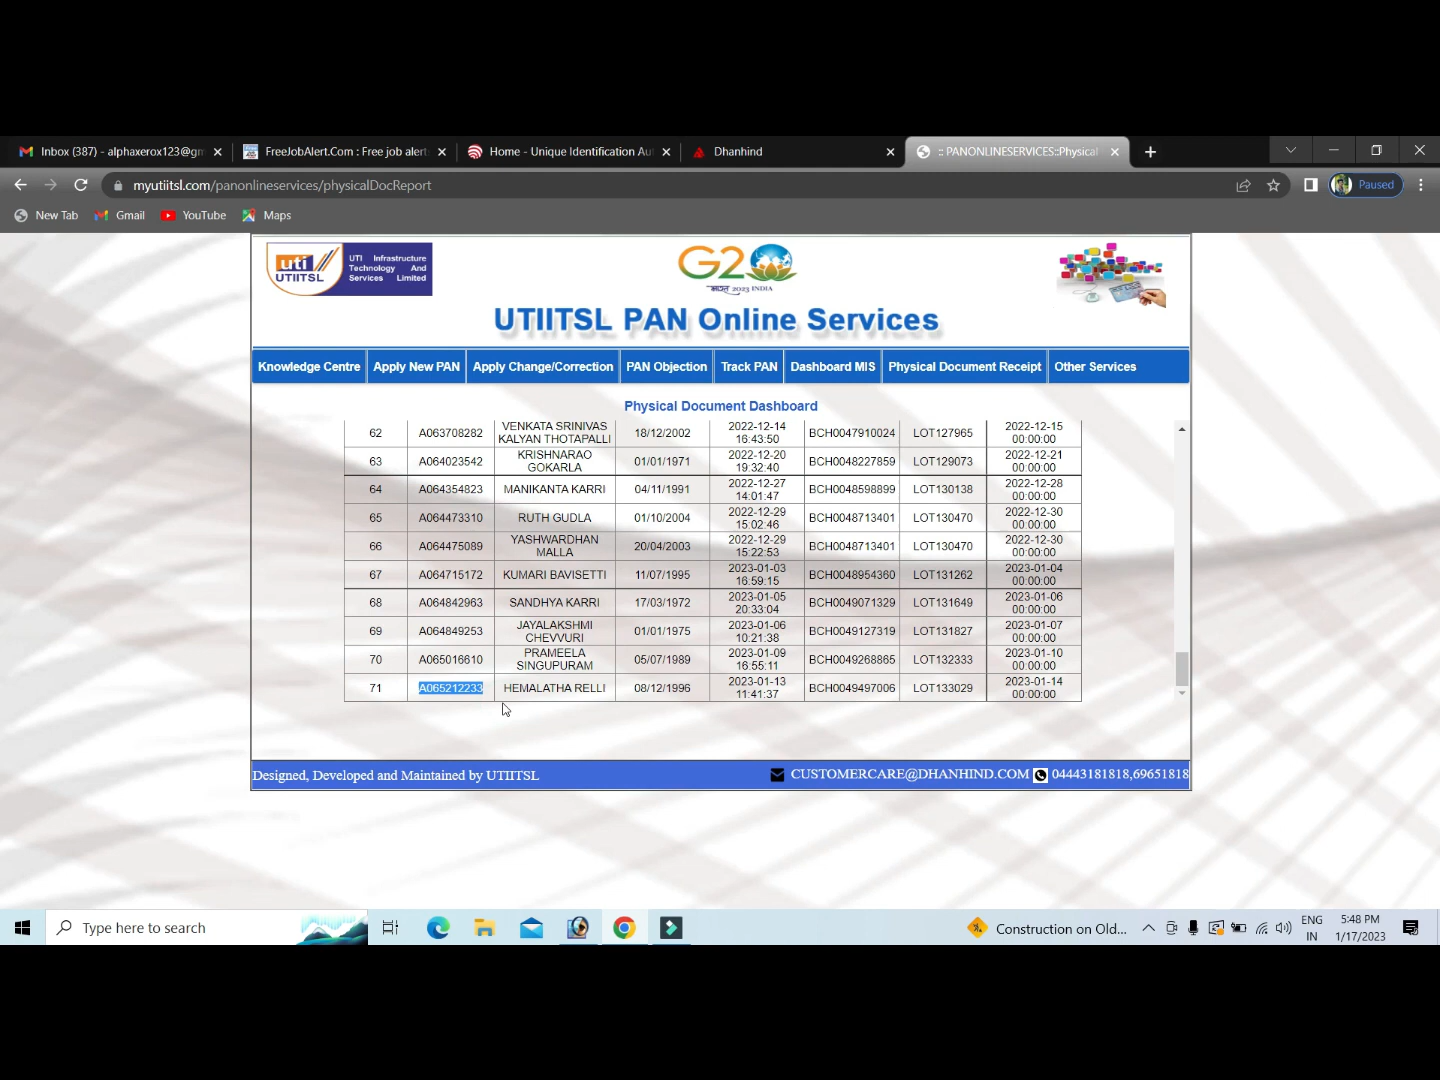 Inbox (387) - alphaxerox123@gm
FreeJobAlert.Com : Free job alert
Home - Unique Identification Au
Dhanhind
:: PANONLINESERVICES::Physical
myutiitsl.com/panonlineservices/physicalDocReport
Paused
New Tab
Gmail
YouTube
Maps
uti
UTIITSL
UTI Infrastructure
Technology And
Services Limited
G20
भारत 2023 INDIA
UTIITSL PAN Online Services
Knowledge Centre
Apply New PAN
Apply Change/Correction
PAN Objection
Track PAN
Dashboard MIS
Physical Document Receipt
Other Services
Physical Document Dashboard
62 A063708282 VENKATA SRINIVAS KALYAN THOTAPALLI 18/12/2002 2022-12-14 16:43:50 BCH0047910024 LOT127965 2022-12-15 00:00:00
63 A064023542 KRISHNARAO GOKARLA 01/01/1971 2022-12-20 19:32:40 BCH0048227859 LOT129073 2022-12-21 00:00:00
64 A064354823 MANIKANTA KARRI 04/11/1991 2022-12-27 14:01:47 BCH0048598899 LOT130138 2022-12-28 00:00:00
65 A064473310 RUTH GUDLA 01/10/2004 2022-12-29 15:02:46 BCH0048713401 LOT130470 2022-12-30 00:00:00
66 A064475089 YASHWARDHAN MALLA 20/04/2003 2022-12-29 15:22:53 BCH0048713401 LOT130470 2022-12-30 00:00:00
67 A064715172 KUMARI BAVISETTI 11/07/1995 2023-01-03 16:59:15 BCH0048954360 LOT131262 2023-01-04 00:00:00
68 A064842963 SANDHYA KARRI 17/03/1972 2023-01-05 20:33:04 BCH0049071329 LOT131649 2023-01-06 00:00:00
69 A064849253 JAYALAKSHMI CHEVVURI 01/01/1975 2023-01-06 10:21:38 BCH0049127319 LOT131827 2023-01-07 00:00:00
70 A065016610 PRAMEELA SINGUPURAM 05/07/1989 2023-01-09 16:55:11 BCH0049268865 LOT132333 2023-01-10 00:00:00
71 A065212233 HEMALATHA RELLI 08/12/1996 2023-01-13 11:41:37 BCH0049497006 LOT133029 2023-01-14 00:00:00
Designed, Developed and Maintained by UTIITSL
CUSTOMERCARE@DHANHIND.COM 04443181818,69651818
Type here to search
Construction on Old...
ENG
IN
5:48 PM
1/17/2023